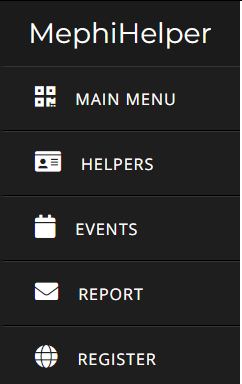 MephiHelper
MAIN MENU
HELPERS
EVENTS
REPORT
REGISTER